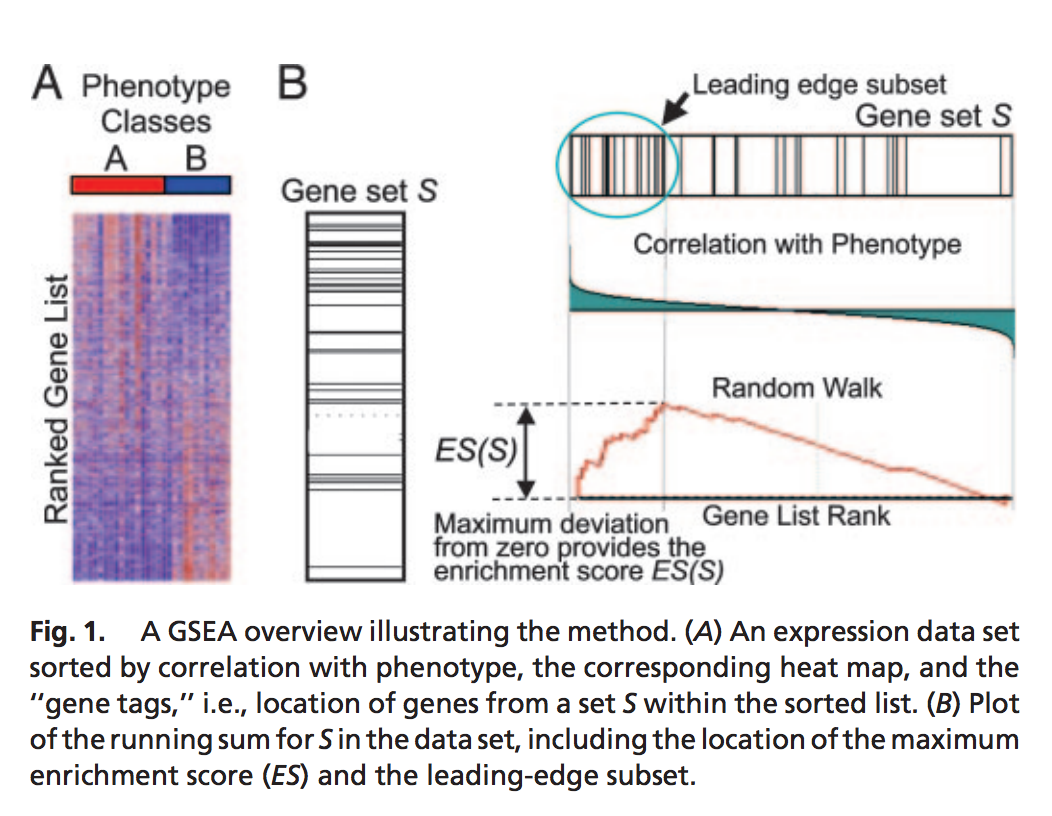 A
Phenotype
Classes
A B
Ranked Gene List
B
Gene set S
Leading edge subset
Gene set S
Correlation with Phenotype
Random Walk
ES(S)
Gene List Rank
Maximum deviation
from zero provides the
enrichment score ES(S)
Fig. 1. A GSEA overview illustrating the method. (A) An expression data set
sorted by correlation with phenotype, the corresponding heat map, and the
“gene tags,’’ i.e., location of genes from a set S within the sorted list. (B) Plot
of the running sum for S in the data set, including the location of the maximum
enrichment score (ES) and the leading-edge subset.